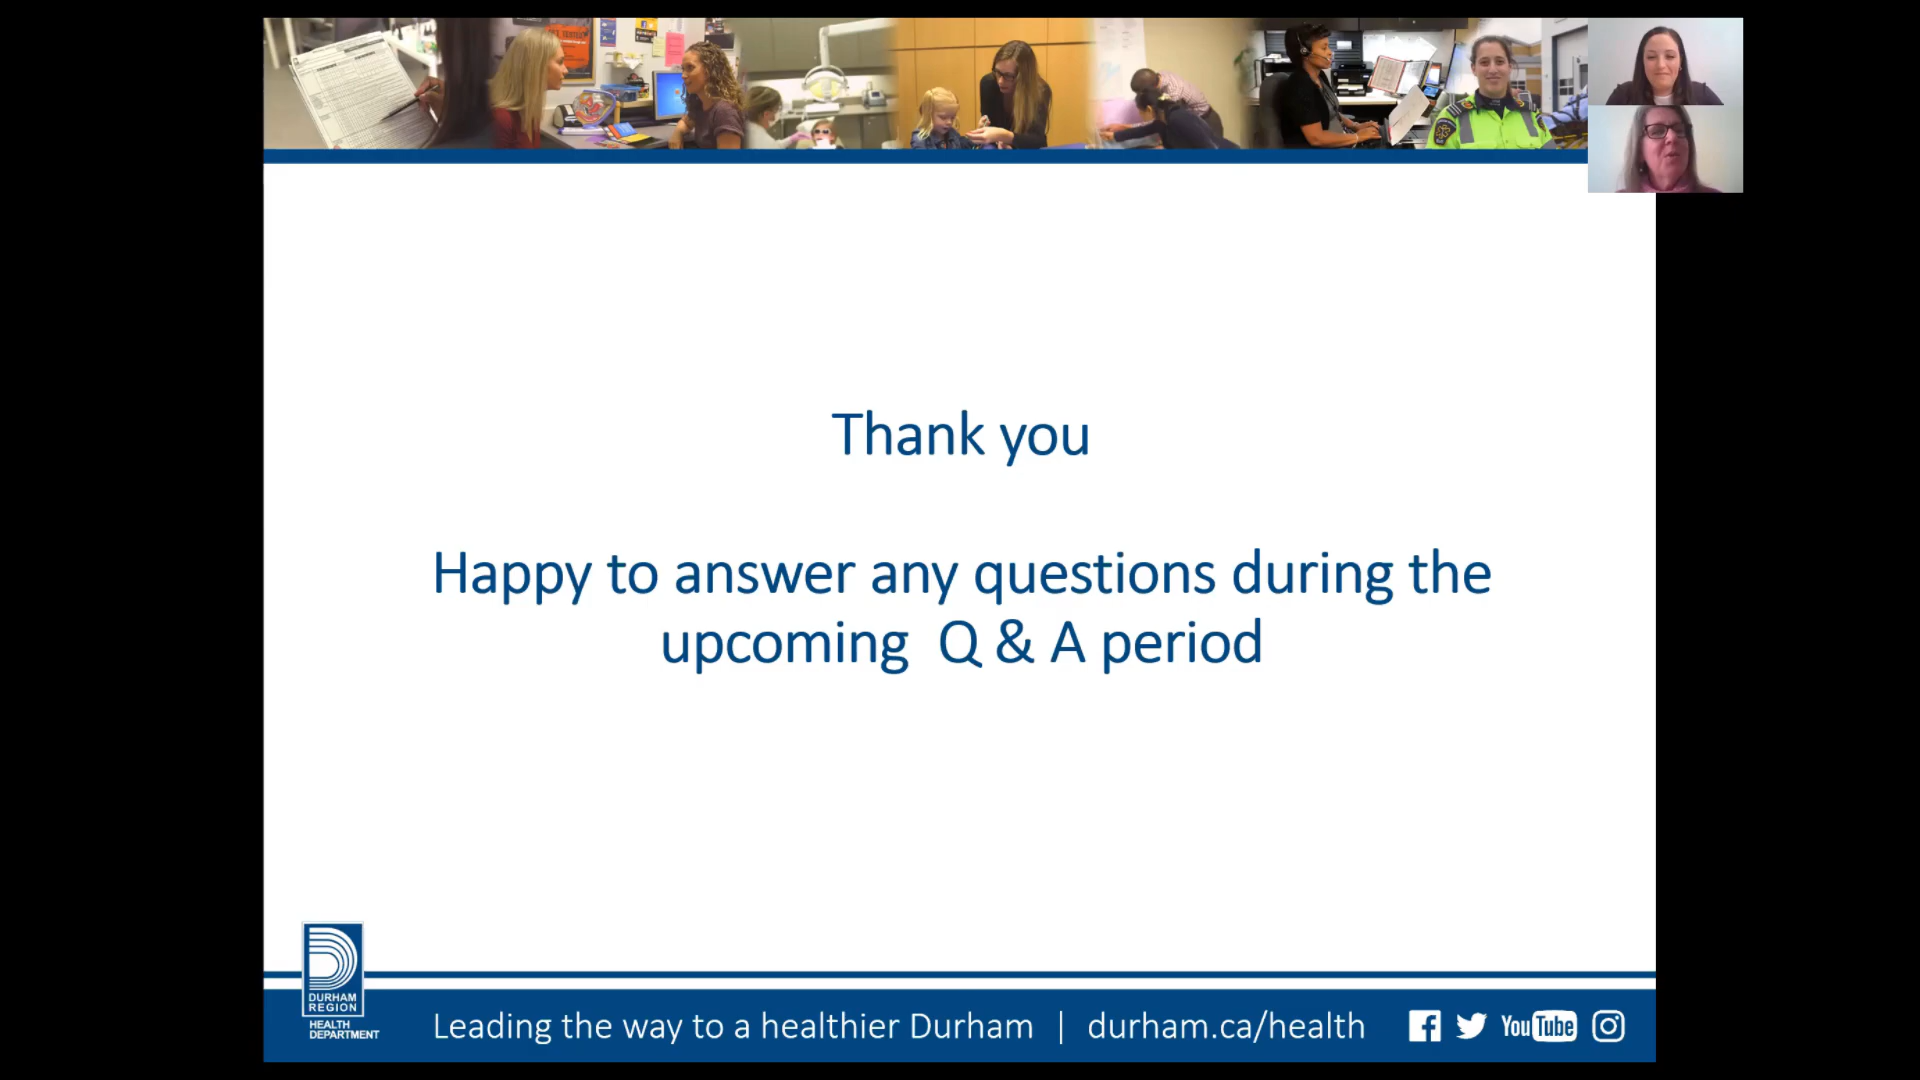 Thank you
Happy to answer any questions during the
upcoming Q & A period
DURHAM
REGION
HEALTH
DEPARTMENT
Leading the way to a healthier Durham | durham.ca/health
YouTube